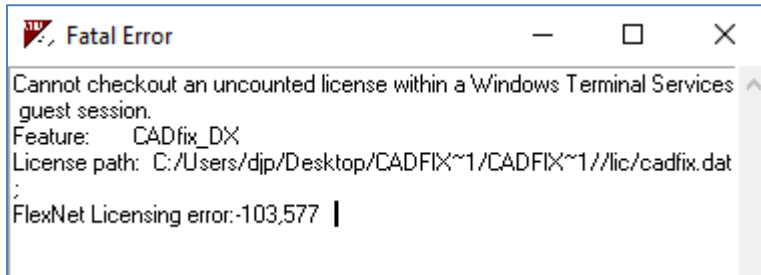 Fatal Error
Cannot checkout an uncounted license within a Windows Terminal Services
guest session.
Feature: CADfix_DX
License path: C:/Users/djp/Desktop/CADFIX~1/CADFIX~1//lic/cadfix.dat
;
FlexNet Licensing error:-103,577